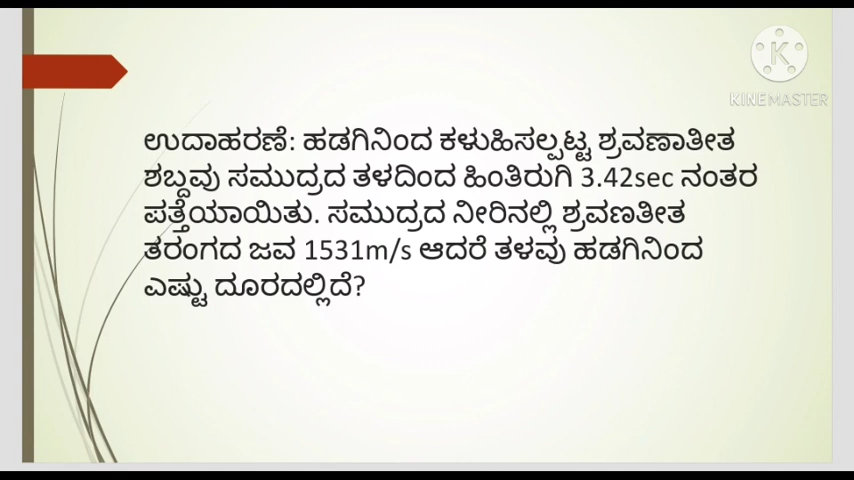 KINEMASTER
ಉದಾಹರಣೆ: ಹಡಗಿನಿಂದ ಕಳುಹಿಸಲ್ಪಟ್ಟ ಶ್ರವಣಾತೀತ
ಶಬ್ದವು ಸಮುದ್ರದ ತಳದಿಂದ ಹಿಂತಿರುಗಿ 3.42sec ನಂತರ
ಪತ್ತೆಯಾಯಿತು. ಸಮುದ್ರದ ನೀರಿನಲ್ಲಿ ಶ್ರವಣತೀತ
ತರಂಗದ ಜವ 1531m/s ಆದರೆ ತಳವು ಹಡಗಿನಿಂದ
ಎಷ್ಟು ದೂರದಲ್ಲಿದೆ?